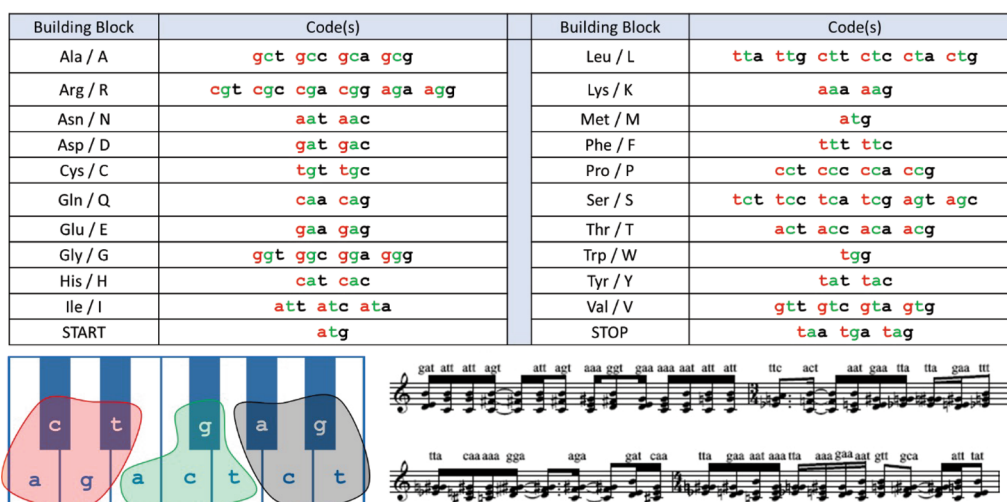 Building Block Code(s) Building Block Code(s)
Ala / A gct gcc gca gcg Leu / L tta ttg ctt ctc cta ctg
Arg / R cgt cgc cga cgg aga agg Lys / K aaa aag
Asn / N aat aac Met / M atg
Asp / D gat gac Phe / F ttt ttc
Cys / C tgt tgc Pro / P cct ccc cca ccg
Gln / Q caa cag Ser / S tct tcc tca tcg agt agc
Glu / E gaa gag Thr / T act acc aca acg
Gly / G ggt ggc gga ggg Trp / W tgg
His / H cat cac Tyr / Y tat tac
Ile / I att atc ata Val / V gtt gtc gta gtg
START atg STOP taa tga tag
c t g a g
a g a c t c t
gat att att agt att agt aaa ggt gaa aaa aat att att ttc act aat gaa tta tta gaa ttt
tta caa aaa gga aga gat caa tta gaa aat aaa tta aaa gaa aat gtt gca att tat